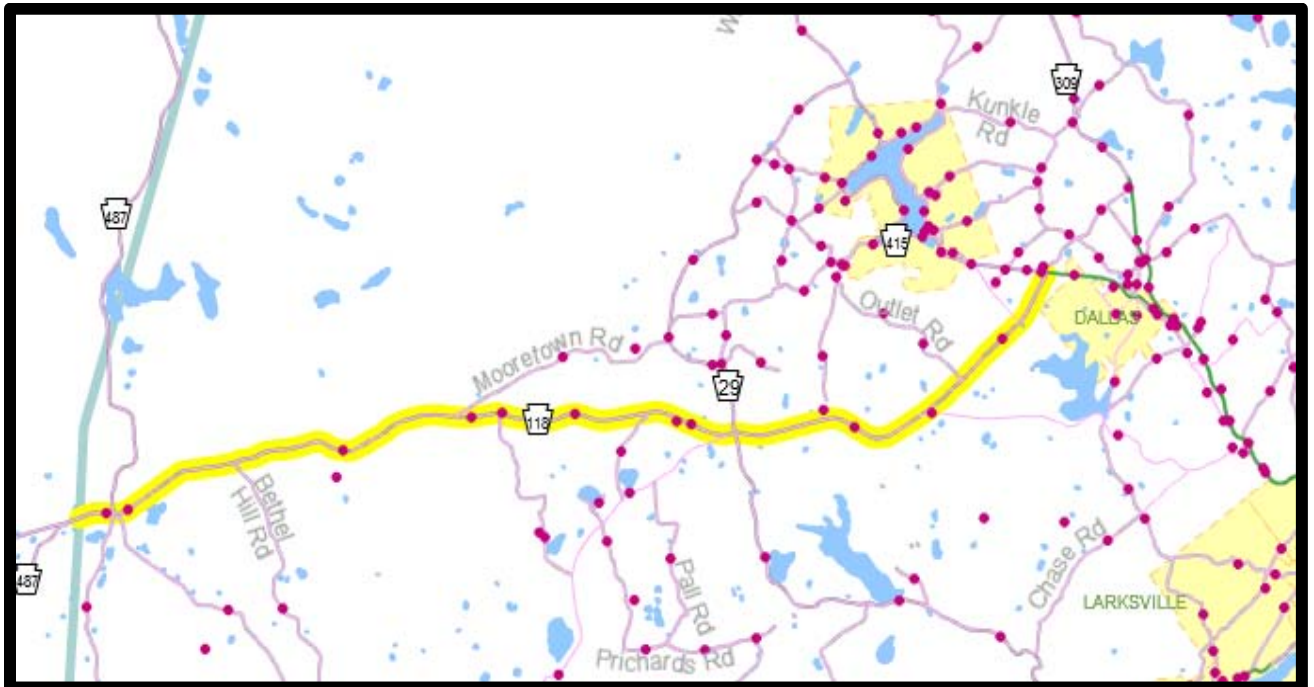 W
309
Kunkle
Rd
487
415
Outlet Rd
DALLAS
Mooretown Rd
29
118
Bethel
Hill Rd
487
Pall Rd
Chase Rd
LARKSVILLE
Prichards Rd